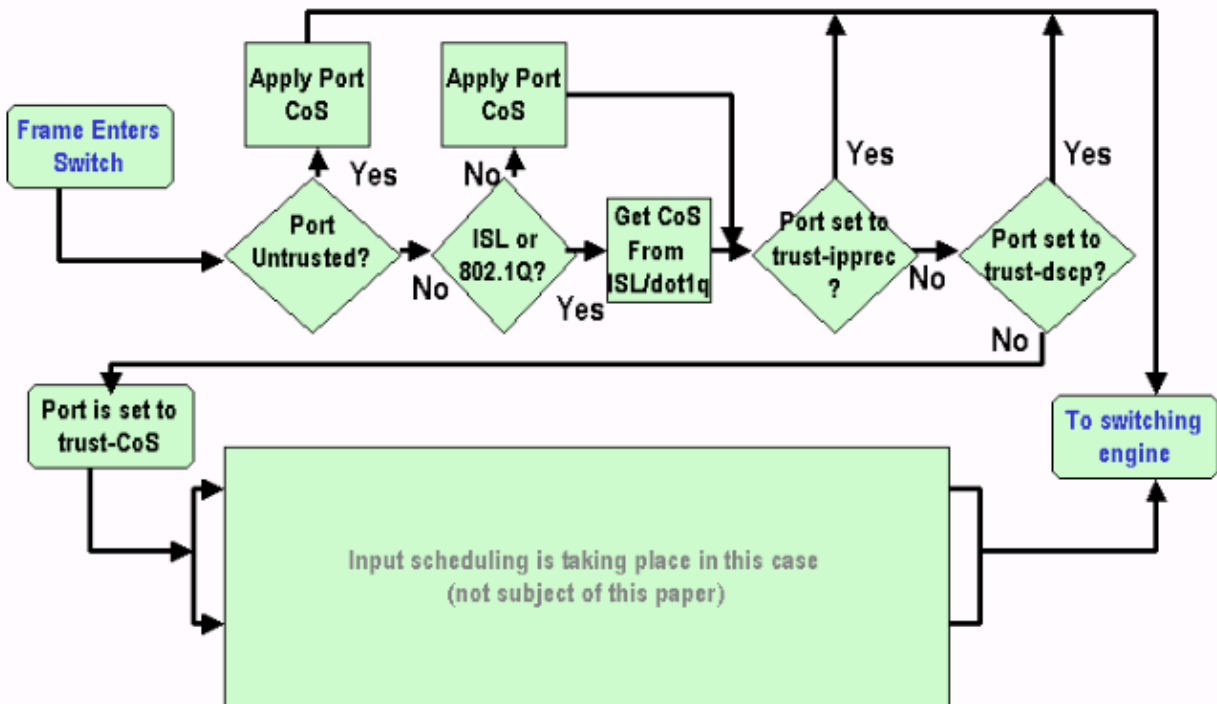 Frame Enters
Switch
Apply Port
CoS
Yes
Port
Untrusted?
No
Apply Port
CoS
No
ISL or
802.1Q?
Yes
Get CoS
From
ISL/dot1q
Yes
Port set to
trust-ipprec
?
No
Yes
Port set to
trust-dscp?
No
Port is set to
trust-CoS
Input scheduling is taking place in this case
(not subject of this paper)
To switching
engine